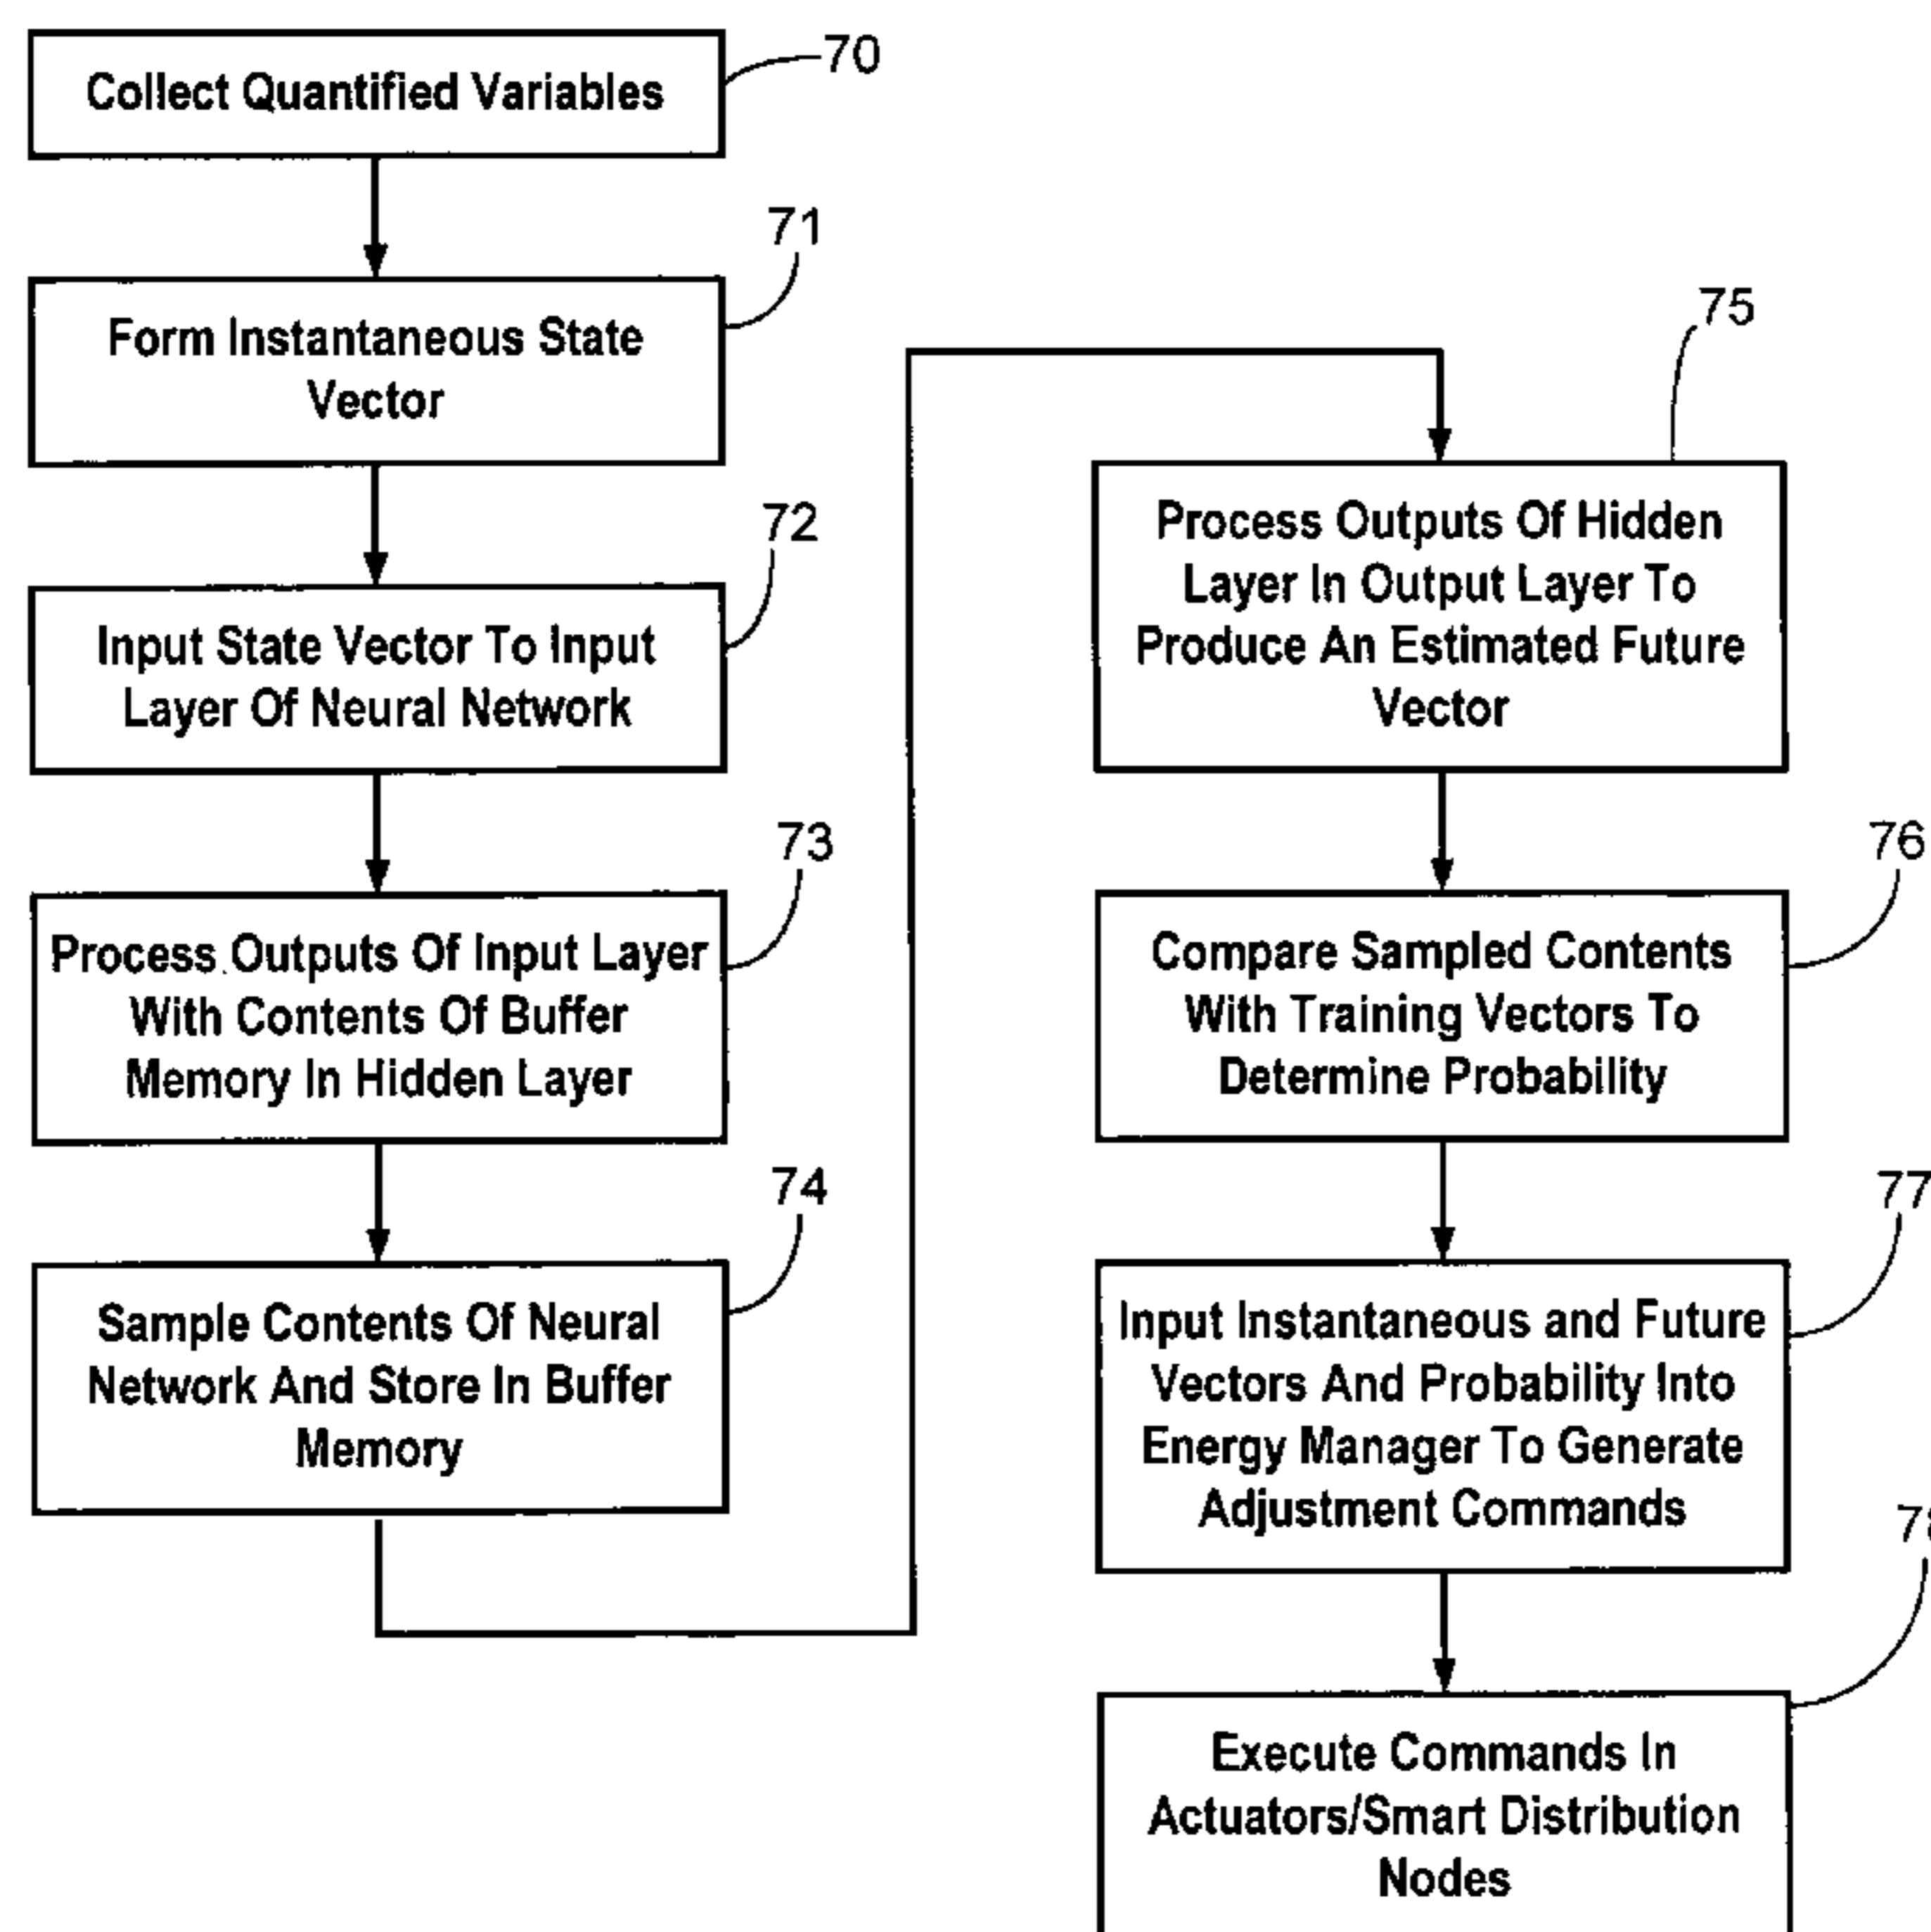 70
Collect Quantified Variables
71
Form Instantaneous State
Vector
72
Input State Vector To Input
Layer Of Neural Network
73
Process Outputs Of Input Layer
With Contents Of Buffer
Memory In Hidden Layer
74
Sample Contents Of Neural
Network And Store In Buffer
Memory
75
Process Outputs Of Hidden
Layer In Output Layer To
Produce An Estimated Future
Vector
76
Compare Sampled Contents
With Training Vectors To
Determine Probability
77
Input Instantaneous and Future
Vectors And Probability Into
Energy Manager To Generate
Adjustment Commands
78
Execute Commands In
Actuators/Smart Distribution
Nodes